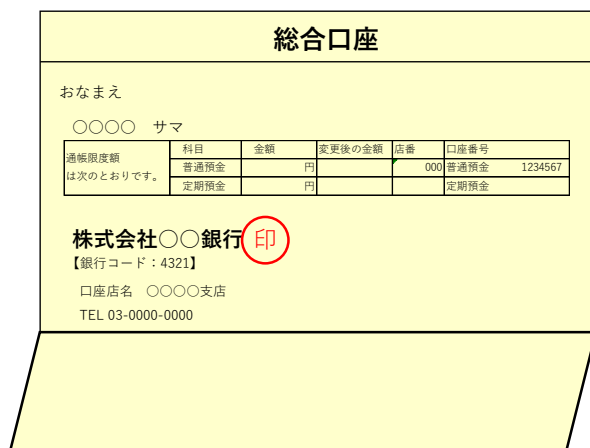 総合口座
おなまえ
○○○○　サマ
科目 金額 変更後の金額 店番 口座番号
通帳限度額
は次のとおりです。
普通預金 円 000 普通預金 1234567
定期預金 円 定期預金
株式会社○○銀行 印
【銀行コード：4321】
口座店名　○○○○支店
TEL 03-0000-0000